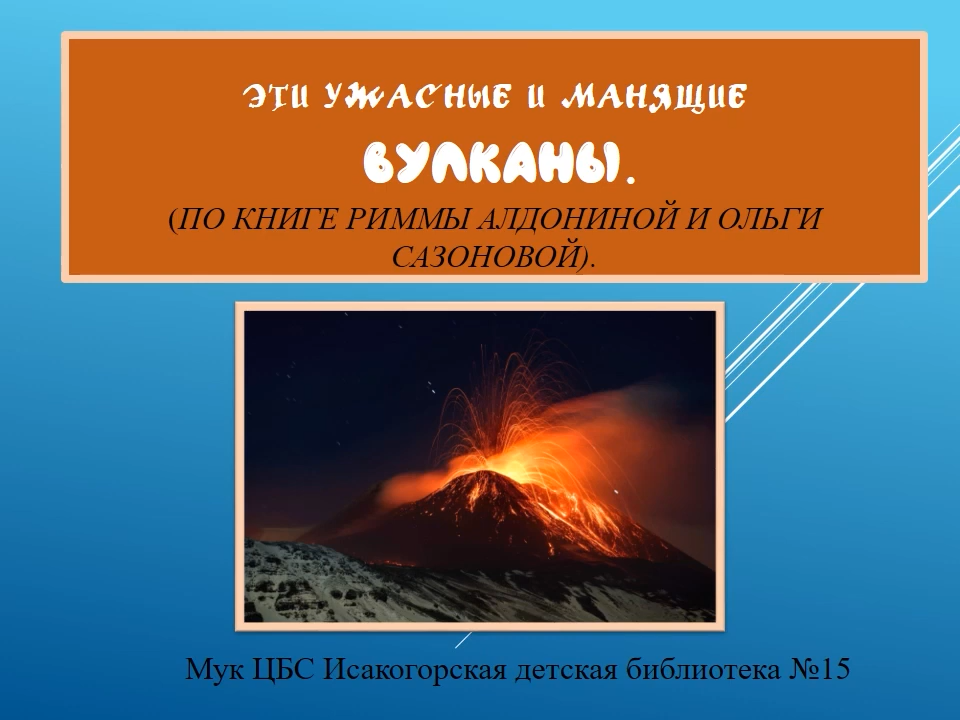 ЭТИ УЖАСНЫЕ И МАНЯЩИЕ
ВУЛКАНЫ.
(ПО КНИГЕ РИММЫ АЛДОНИНОЙ И ОЛЬГИ
САЗОНОВОЙ).
Мук ЦБС Исакогорская детская библиотека №15